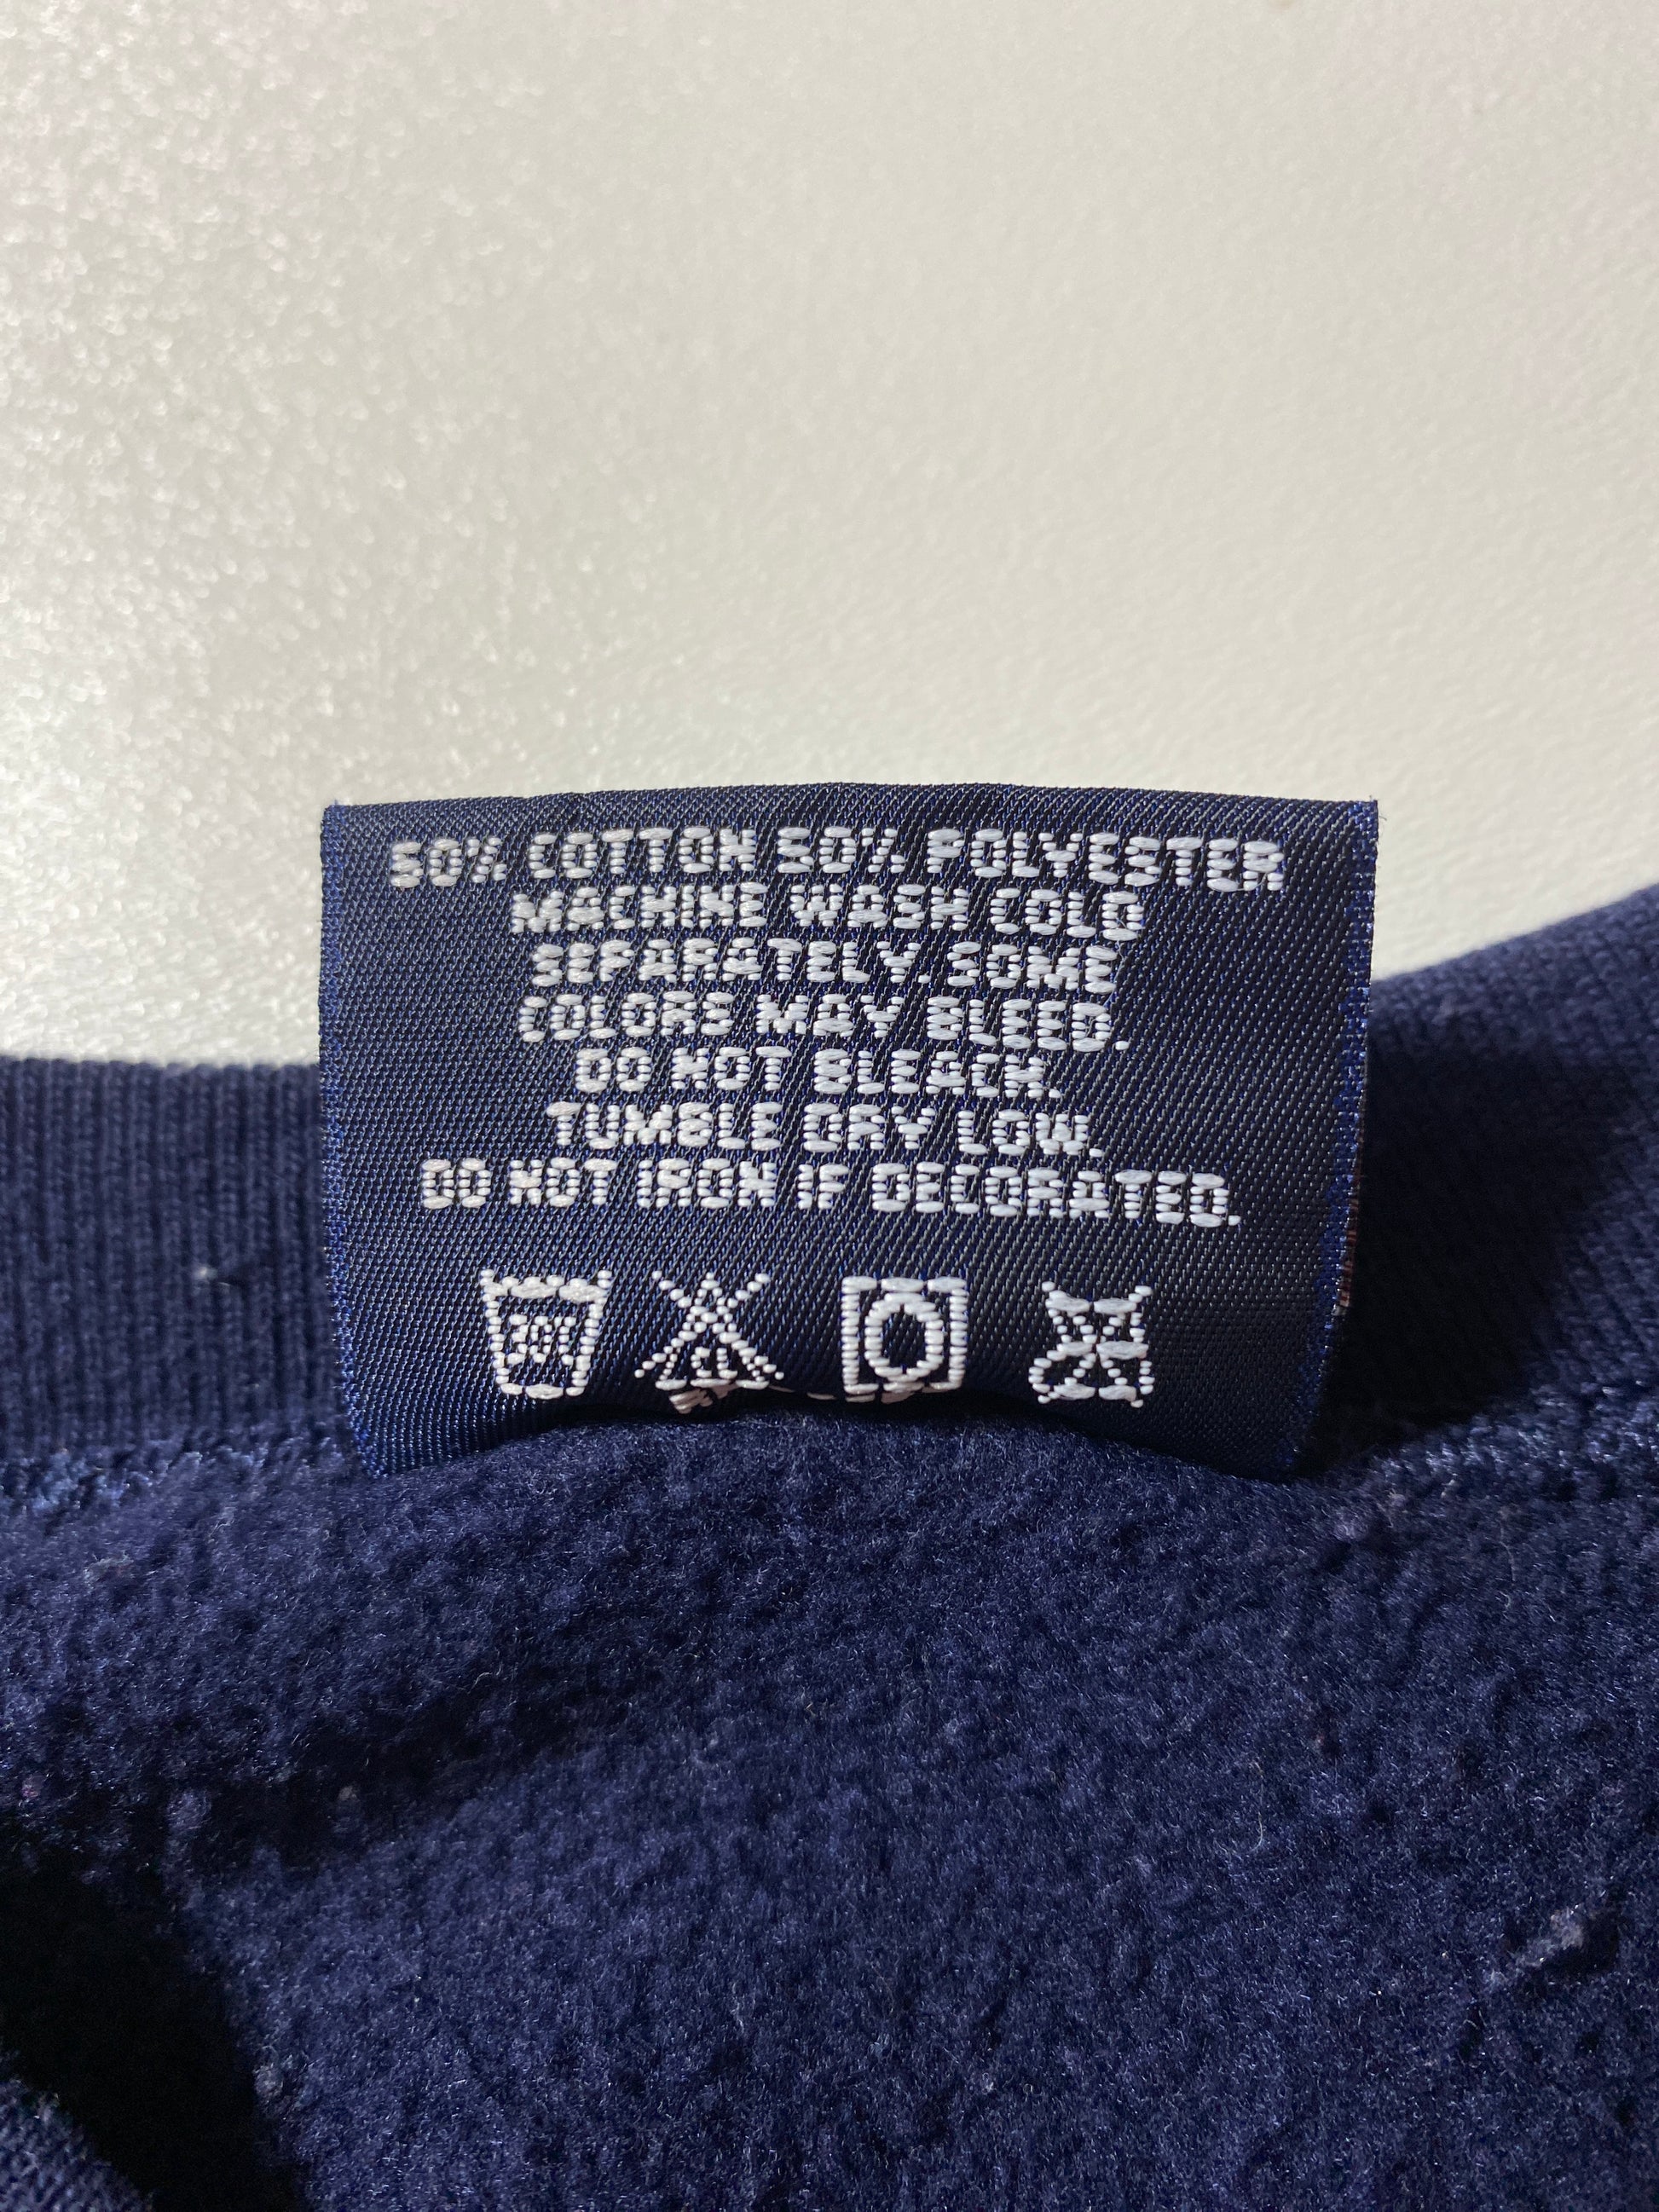 50% COTTON 50% POLYESTER
MACHINE WASH COLD
SEPARATELY. SOME
COLORS MAY BLEED.
DO NOT BLEACH.
TUMBLE DRY LOW.
DO NOT IRON IF DECORATED.
30
CL